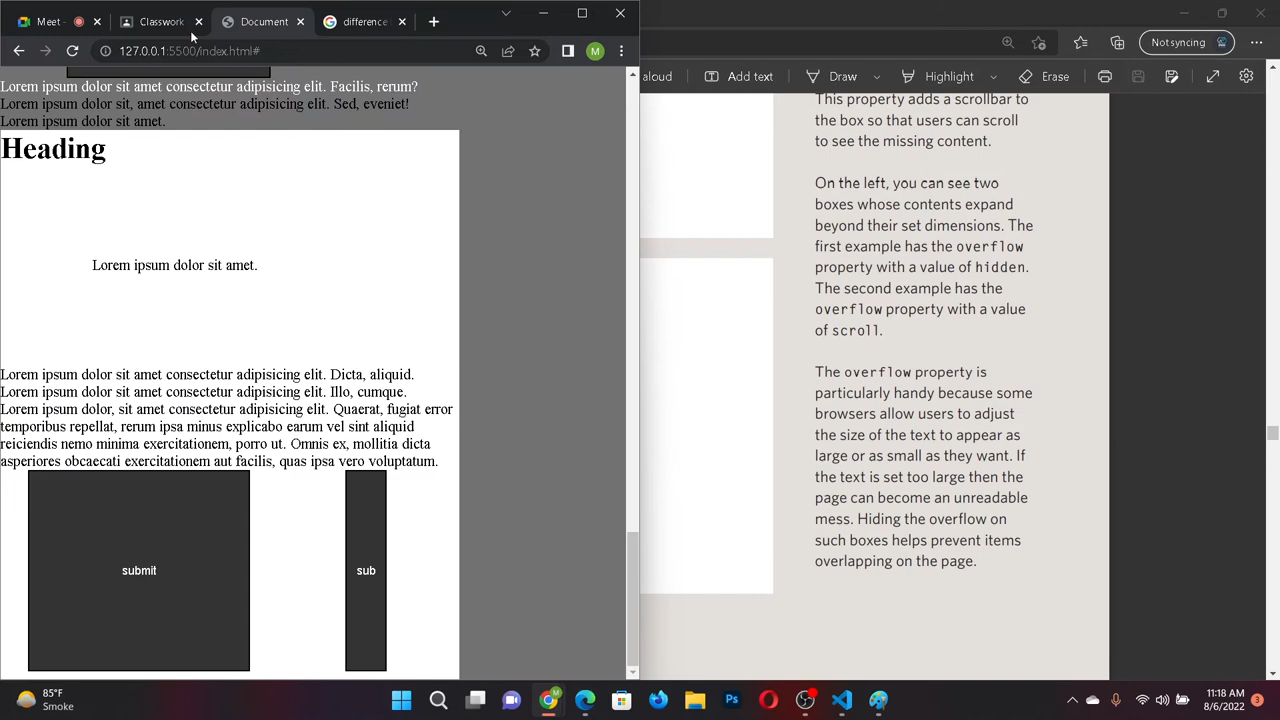 Meet
Classwork
Document
difference
127.0.0.1:5500/index.html#
M
Lorem ipsum dolor sit amet consectetur adipisicing elit. Facilis, rerum?
Lorem ipsum dolor sit, amet consectetur adipisicing elit. Sed, eveniet!
Lorem ipsum dolor sit amet.
Heading
Lorem ipsum dolor sit amet.
Lorem ipsum dolor sit amet consectetur adipisicing elit. Dicta, aliquid.
Lorem ipsum dolor sit amet consectetur adipisicing elit. Illo, cumque.
Lorem ipsum dolor, sit amet consectetur adipisicing elit. Quaerat, fugiat error
temporibus repellat, rerum ipsa minus explicabo earum vel sint aliquid
reiciendis nemo minima exercitationem, porro ut. Omnis ex, mollitia dicta
asperiores obcaecati exercitationem aut facilis, quas ipsa vero voluptatum.
submit
sub
Not syncing
aloud
Add text
Draw
Highlight
Erase
This property adds a scrollbar to
the box so that users can scroll
to see the missing content.
On the left, you can see two
boxes whose contents expand
beyond their set dimensions. The
first example has the overflow
property with a value of hidden.
The second example has the
overflow property with a value
of scroll.
The overflow property is
particularly handy because some
browsers allow users to adjust
the size of the text to appear as
large or as small as they want. If
the text is set too large then the
page can become an unreadable
mess. Hiding the overflow on
such boxes helps prevent items
overlapping on the page.
85°F
Smoke
M
Ps
11:18 AM
8/6/2022
3